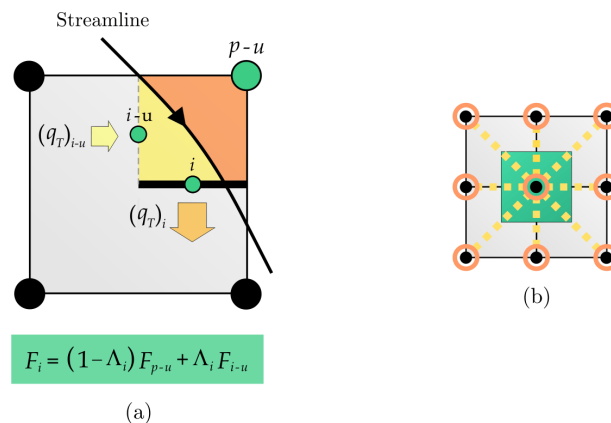 Streamline
p-u
i-u
(q_T)_{i-u}
i
(q_T)_i
F_i = (1-Λ_i) F_{p-u} + Λ_i F_{i-u}
(a)
(b)